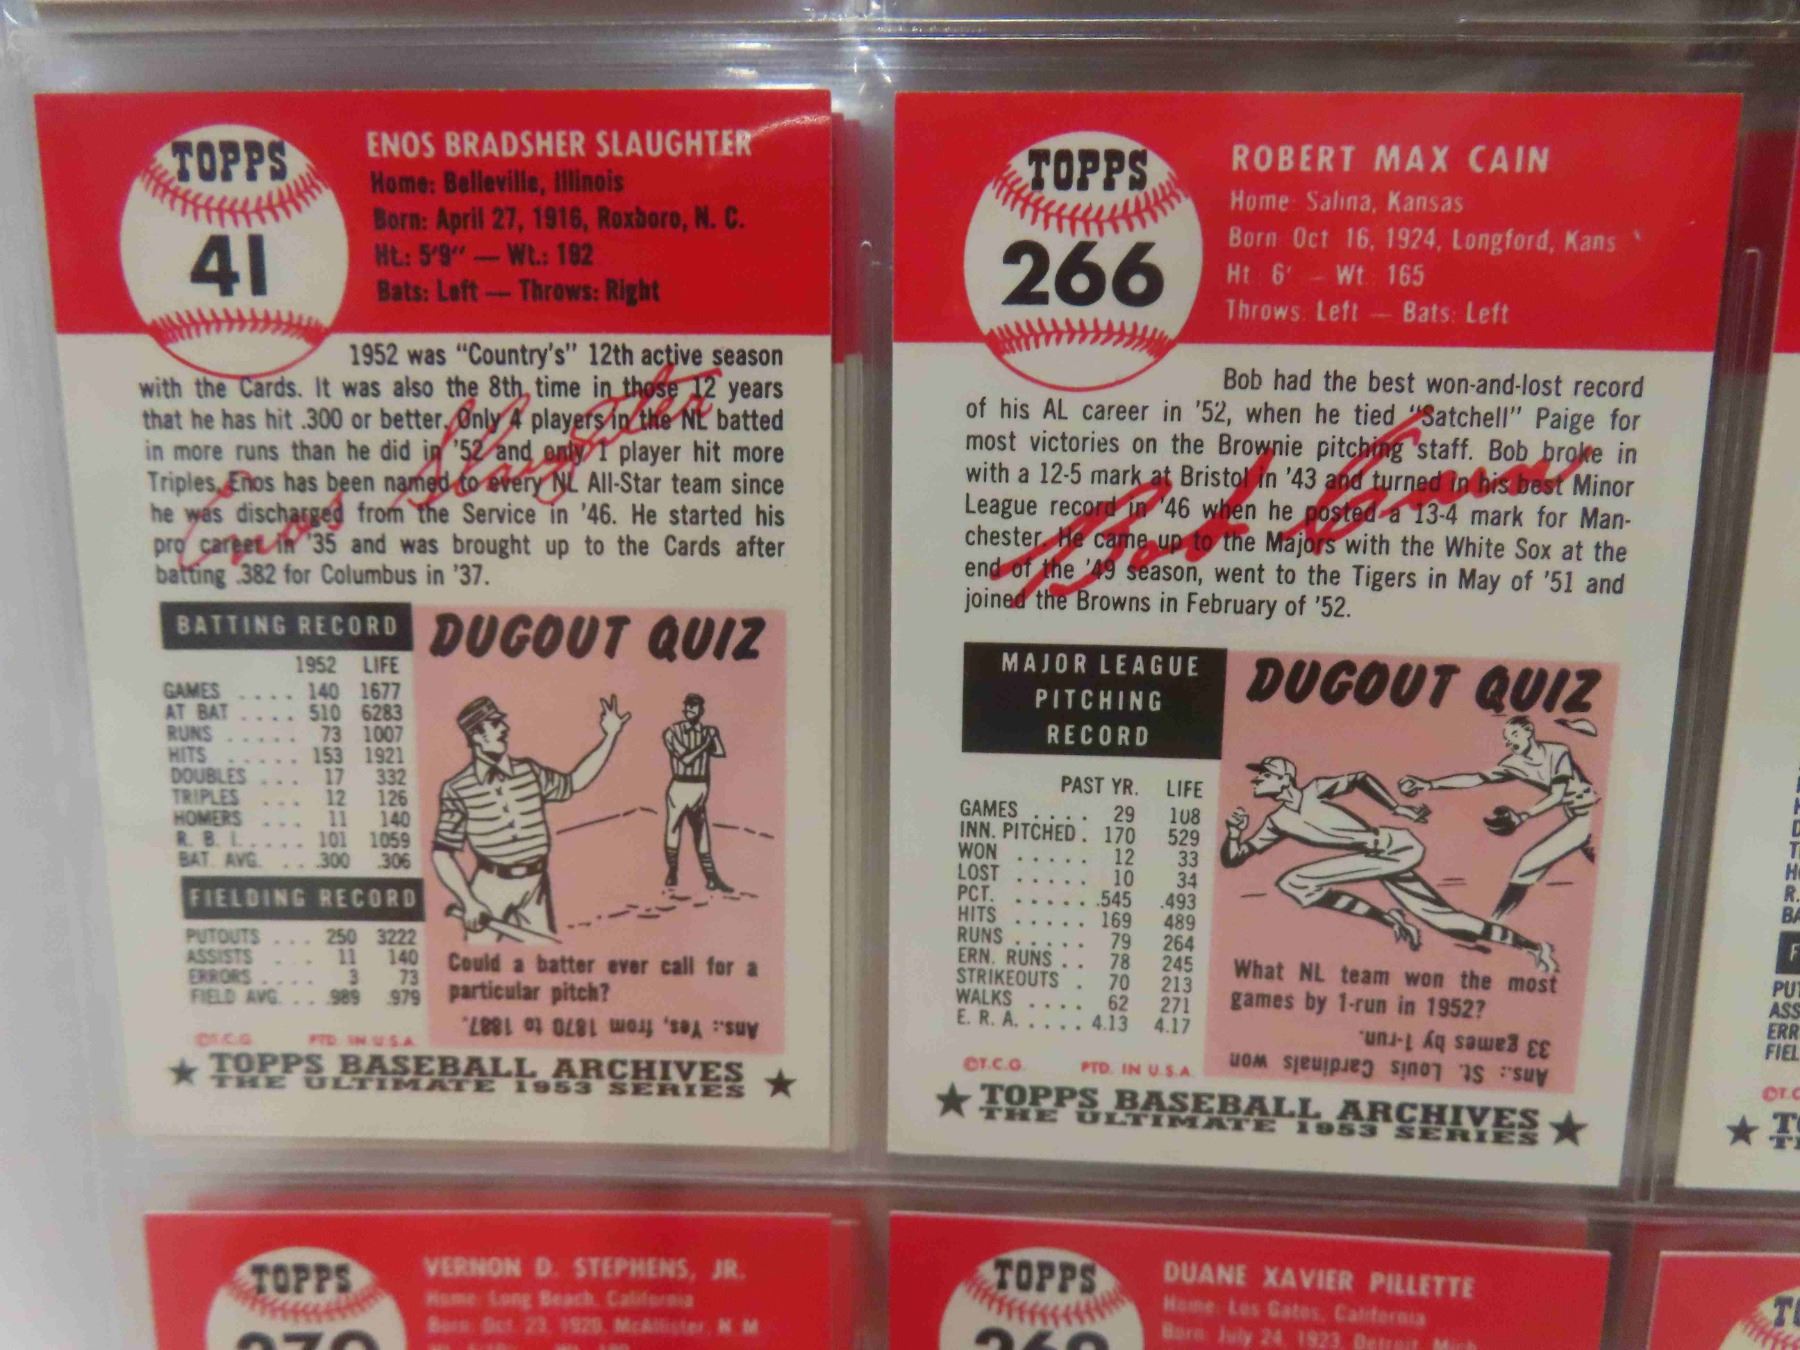 TOPPS
41
ENOS BRADSHER SLAUGHTER
Home: Belleville, Illinois
Born: April 27, 1916, Roxboro, N. C.
Ht.: 5'9" — Wt.: 192
Bats: Left — Throws: Right
1952 was "Country's" 12th active season
with the Cards. It was also the 8th time in those 12 years
that he has hit .300 or better. Only 4 players in the NL batted
in more runs than he did in '52 and only 1 player hit more
Triples. Enos has been named to every NL All-Star team since
he was discharged from the Service in '46. He started his
pro career in '35 and was brought up to the Cards after
batting .382 for Columbus in '37.
Enos Slaughter
BATTING RECORD
1952 LIFE
GAMES .... 140 1677
AT BAT .... 510 6283
RUNS ..... 73 1007
HITS ..... 153 1921
DOUBLES ... 17 332
TRIPLES ... 12 126
HOMERS ... 11 140
R. B. I. .... 101 1059
BAT. AVG. ... .300 .306
FIELDING RECORD
PUTOUTS ... 250 3222
ASSISTS .... 11 140
ERRORS .... 3 73
FIELD AVG. ... .989 .979
DUGOUT QUIZ
Could a batter ever call for a
particular pitch?
Ans.: Yes, from 1870 to 1887.
©T.C.G. PTD. IN U.S.A.
★ TOPPS BASEBALL ARCHIVES ★
THE ULTIMATE 1953 SERIES
TOPPS
266
ROBERT MAX CAIN
Home: Salina, Kansas
Born Oct 16, 1924, Longford, Kans
Ht 6' — Wt. 165
Throws: Left — Bats: Left
Bob had the best won-and-lost record
of his AL career in '52, when he tied "Satchell" Paige for
most victories on the Brownie pitching staff. Bob broke in
with a 12-5 mark at Bristol in '43 and turned in his best Minor
League record in '46 when he posted a 13-4 mark for Man-
chester. He came up to the Majors with the White Sox at the
end of the '49 season, went to the Tigers in May of '51 and
joined the Browns in February of '52.
Bob Cain
MAJOR LEAGUE
PITCHING
RECORD
PAST YR. LIFE
GAMES .... 29 108
INN. PITCHED . 170 529
WON ..... 12 33
LOST ..... 10 34
PCT. ...... .545 .493
HITS ...... 169 489
RUNS ..... 79 264
ERN. RUNS .. 78 245
STRIKEOUTS . 70 213
WALKS .... 62 271
E. R. A. ..... 4.13 4.17
DUGOUT QUIZ
What NL team won the most
games by 1-run in 1952?
Ans.: St. Louis Cardinals won
33 games by 1-run.
©T.C.G. PTD. IN U.S.A.
★ TOPPS BASEBALL ARCHIVES ★
THE ULTIMATE 1953 SERIES
TOPPS
VERNON D. STEPHENS, JR.
Home: Long Beach, California
Born: Oct. 23, 1920, McAllister, N M
TOPPS
DUANE XAVIER PILLETTE
Home: Los Gatos, California
Born: July 24, 1923, Detroit, Mich